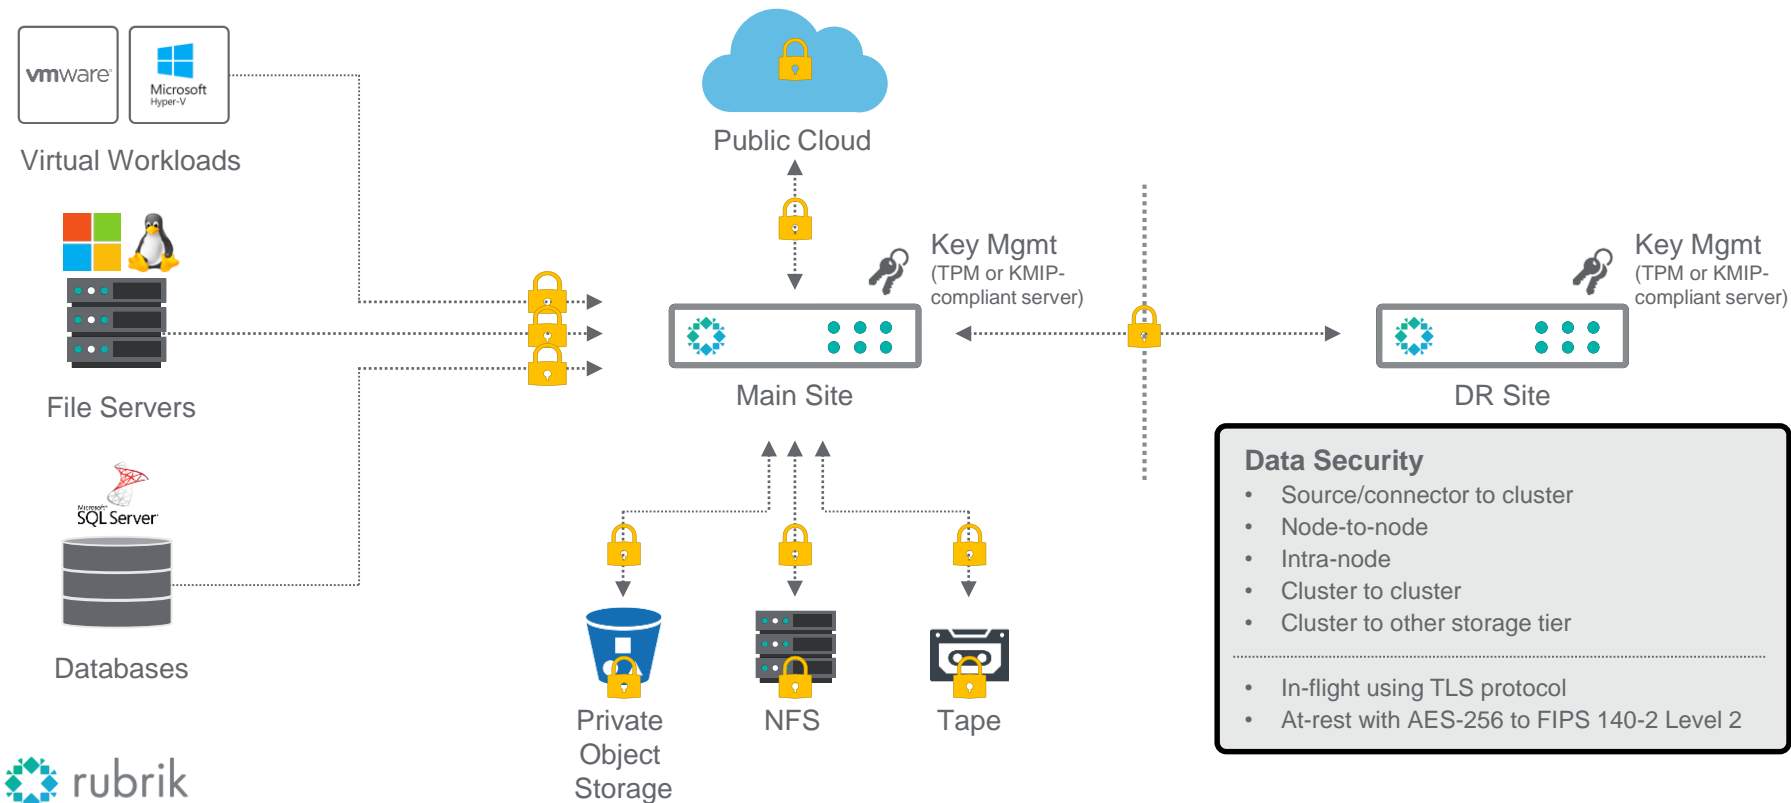 vmware
Microsoft
Hyper-V
Virtual Workloads
File Servers
Microsoft
SQL Server
Databases
Public Cloud
Key Mgmt
(TPM or KMIP-
compliant server)
Main Site
Key Mgmt
(TPM or KMIP-
compliant server)
DR Site
Private
Object
Storage
NFS
Tape
Data Security
• Source/connector to cluster
• Node-to-node
• Intra-node
• Cluster to cluster
• Cluster to other storage tier
• In-flight using TLS protocol
• At-rest with AES-256 to FIPS 140-2 Level 2
rubrik